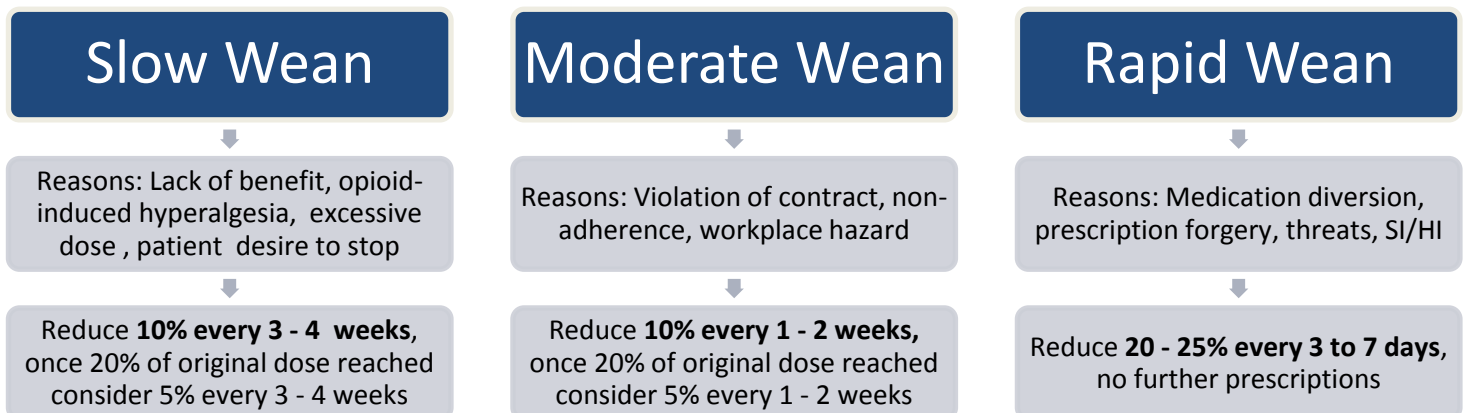 Slow Wean
Reasons: Lack of benefit, opioid-
induced hyperalgesia,  excessive
dose , patient  desire to stop
Reduce 10% every 3 - 4  weeks,
once 20% of original dose reached
consider 5% every 3 - 4 weeks
Moderate Wean
Reasons: Violation of contract, non-
adherence, workplace hazard
Reduce 10% every 1 - 2 weeks,
once 20% of original dose reached
consider 5% every 1 - 2 weeks
Rapid Wean
Reasons: Medication diversion,
prescription forgery, threats, SI/HI
Reduce 20 - 25% every 3 to 7 days,
no further prescriptions